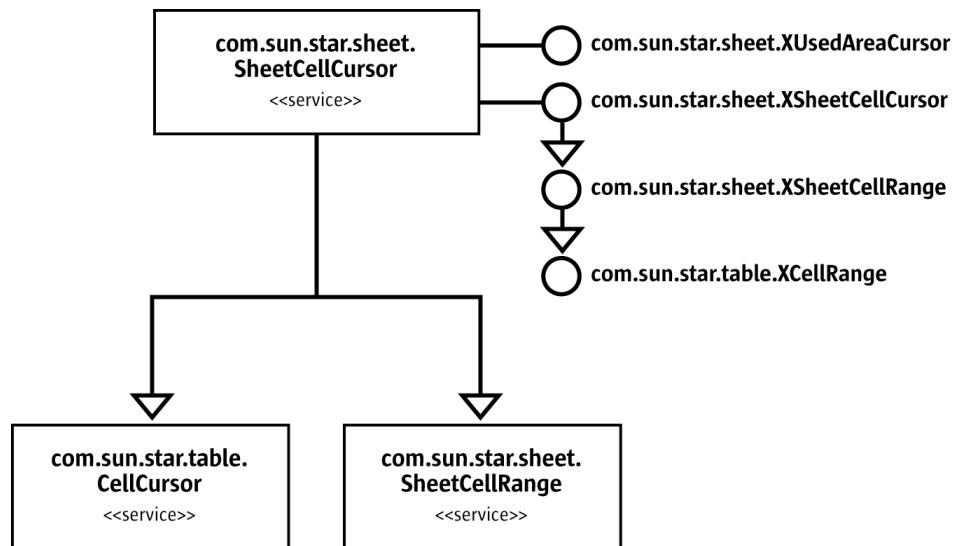 com.sun.star.sheet.
SheetCellCursor
<<service>>
com.sun.star.sheet.XUsedAreaCursor
com.sun.star.sheet.XSheetCellCursor
com.sun.star.sheet.XSheetCellRange
com.sun.star.table.XCellRange
com.sun.star.table.
CellCursor
<<service>>
com.sun.star.sheet.
SheetCellRange
<<service>>